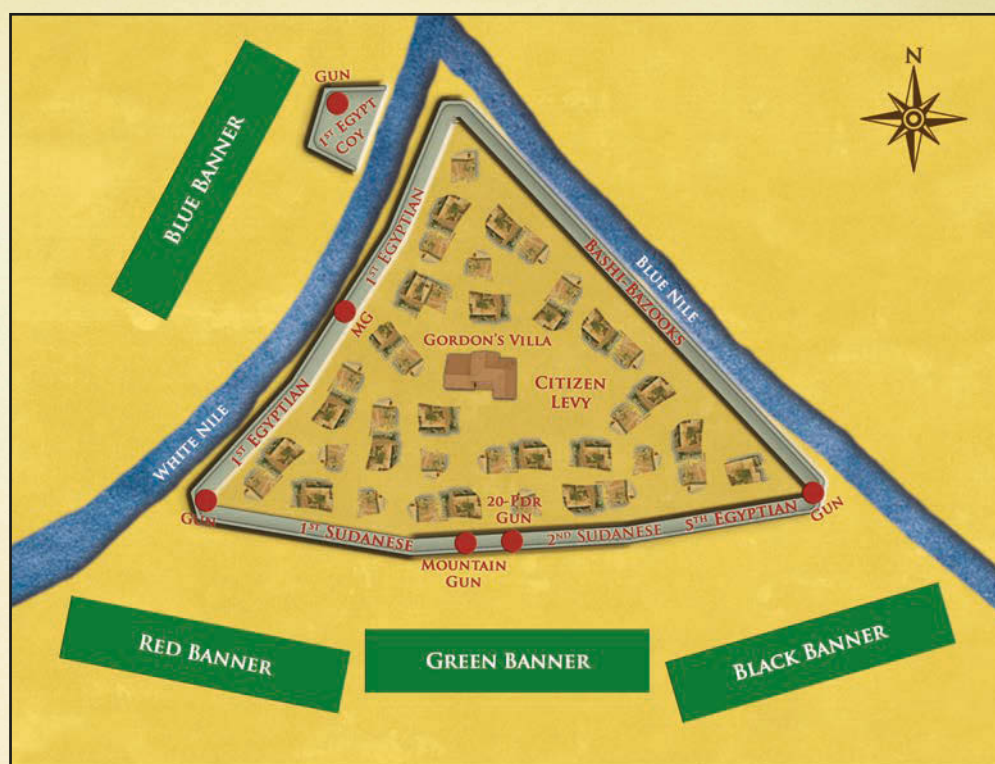 N
GUN
1ST EGYPT
COY
BLUE BANNER
1ST EGYPTIAN
BASHI-BAZOOKS
BLUE NILE
MG
GORDON'S VILLA
CITIZEN
LEVY
1ST EGYPTIAN
WHITE NILE
GUN
1ST SUDANESE
20-PDR
GUN
MOUNTAIN
GUN
2ND SUDANESE
5TH EGYPTIAN
GUN
RED BANNER
GREEN BANNER
BLACK BANNER